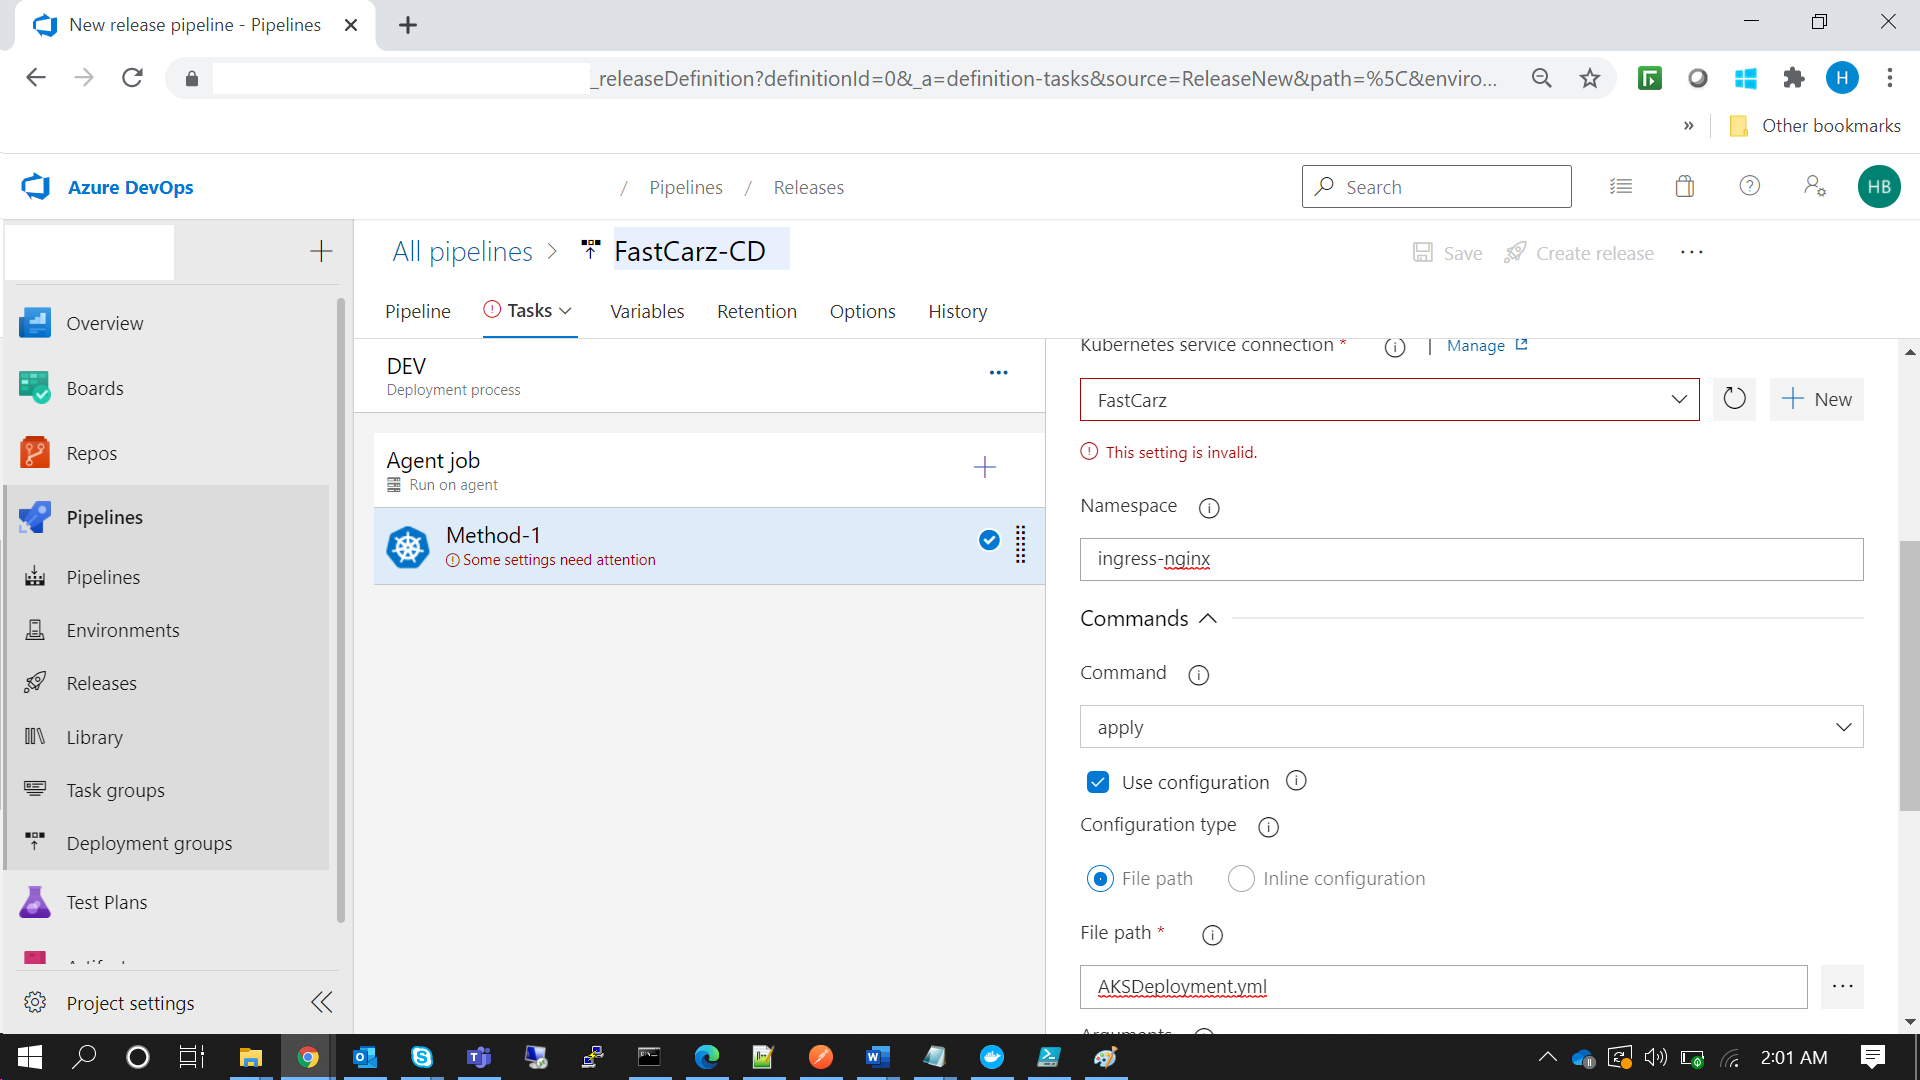 New release pipeline - Pipelines
_releaseDefinition?definitionId=0&_a=definition-tasks&source=ReleaseNew&path=%5C&enviro...
H
»
Other bookmarks
Azure DevOps
/ Pipelines / Releases
Search
HB
All pipelines > FastCarz-CD
Save
Create release
Pipeline
Tasks
Variables
Retention
Options
History
Overview
Boards
Repos
Pipelines
Pipelines
Environments
Releases
Library
Task groups
Deployment groups
Test Plans
Project settings
DEV
Deployment process
Agent job
Run on agent
Method-1
Some settings need attention
Kubernetes service connection * | Manage
FastCarz
New
This setting is invalid.
Namespace
ingress-nginx
Commands
Command
apply
Use configuration
Configuration type
File path
Inline configuration
File path *
AKSDeployment.yml
Arguments
2:01 AM